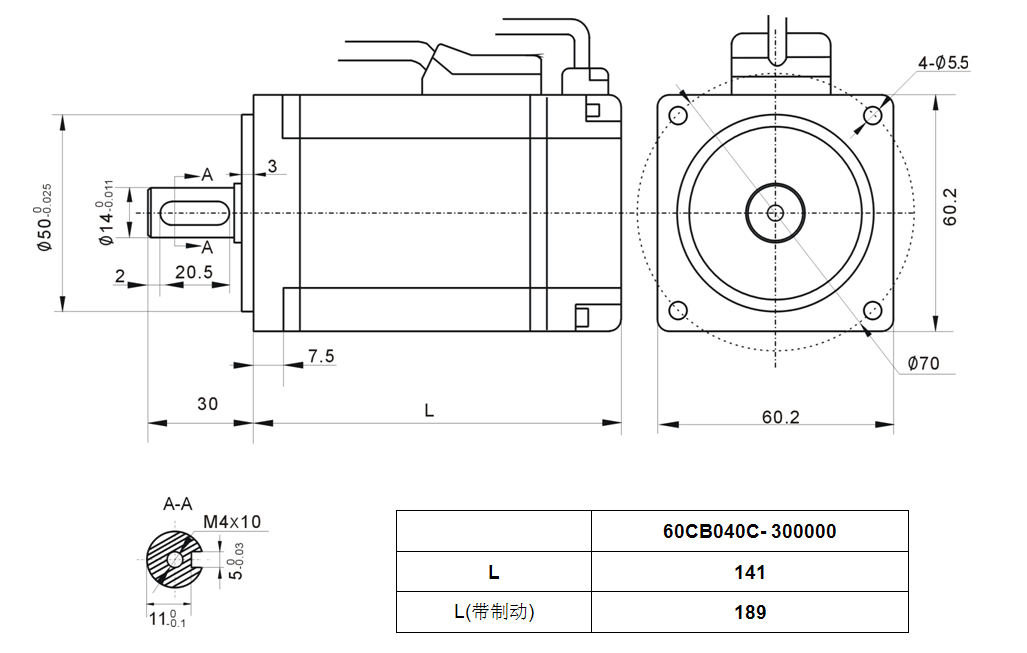 4-Ø5.5
A
3
Ø50 0 -0.025
Ø14 0 -0.011
60.2
A
2
20.5
7.5
Ø70
30
L
60.2
A-A
M4×10
5 0 -0.03
11 0 -0.1
60CB040C- 300000
L 141
L(带制动) 189